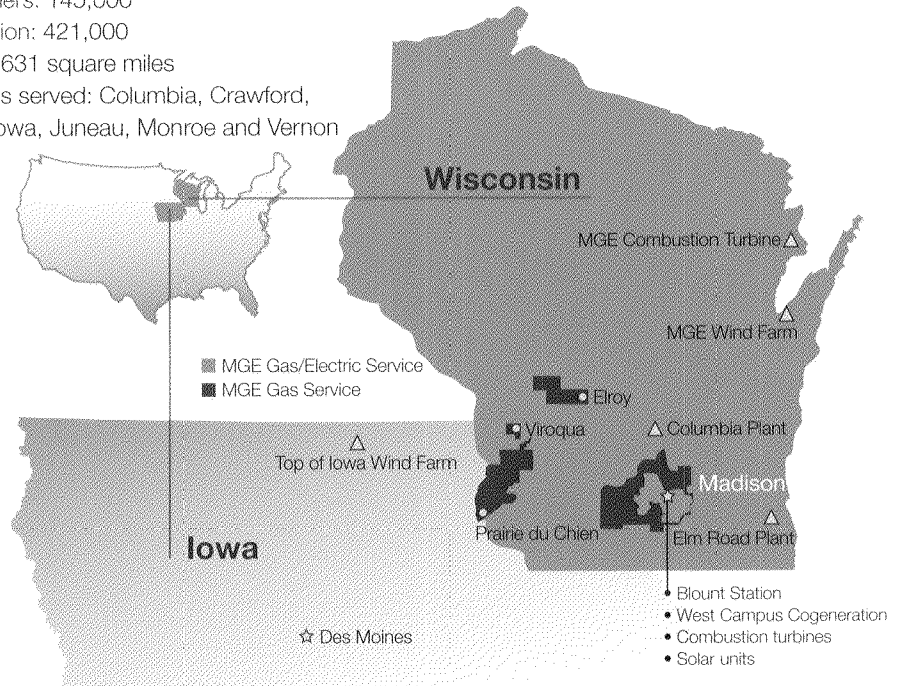 145,000
421,000
631 square miles
served: Columbia, Crawford,
Juneau, Monroe and Vernon
Wisconsin
MGE Combustion Turbine
MGE Wind Farm
MGE Gas/Electric Service
MGE Gas Service
Elroy
Viroqua
Columbia Plant
Top of Iowa Wind Farm
Madison
Prairie du Chien
Elm Road Plant
Iowa
• Blount Station
• West Campus Cogeneration
• Combustion turbines
• Solar units
Des Moines